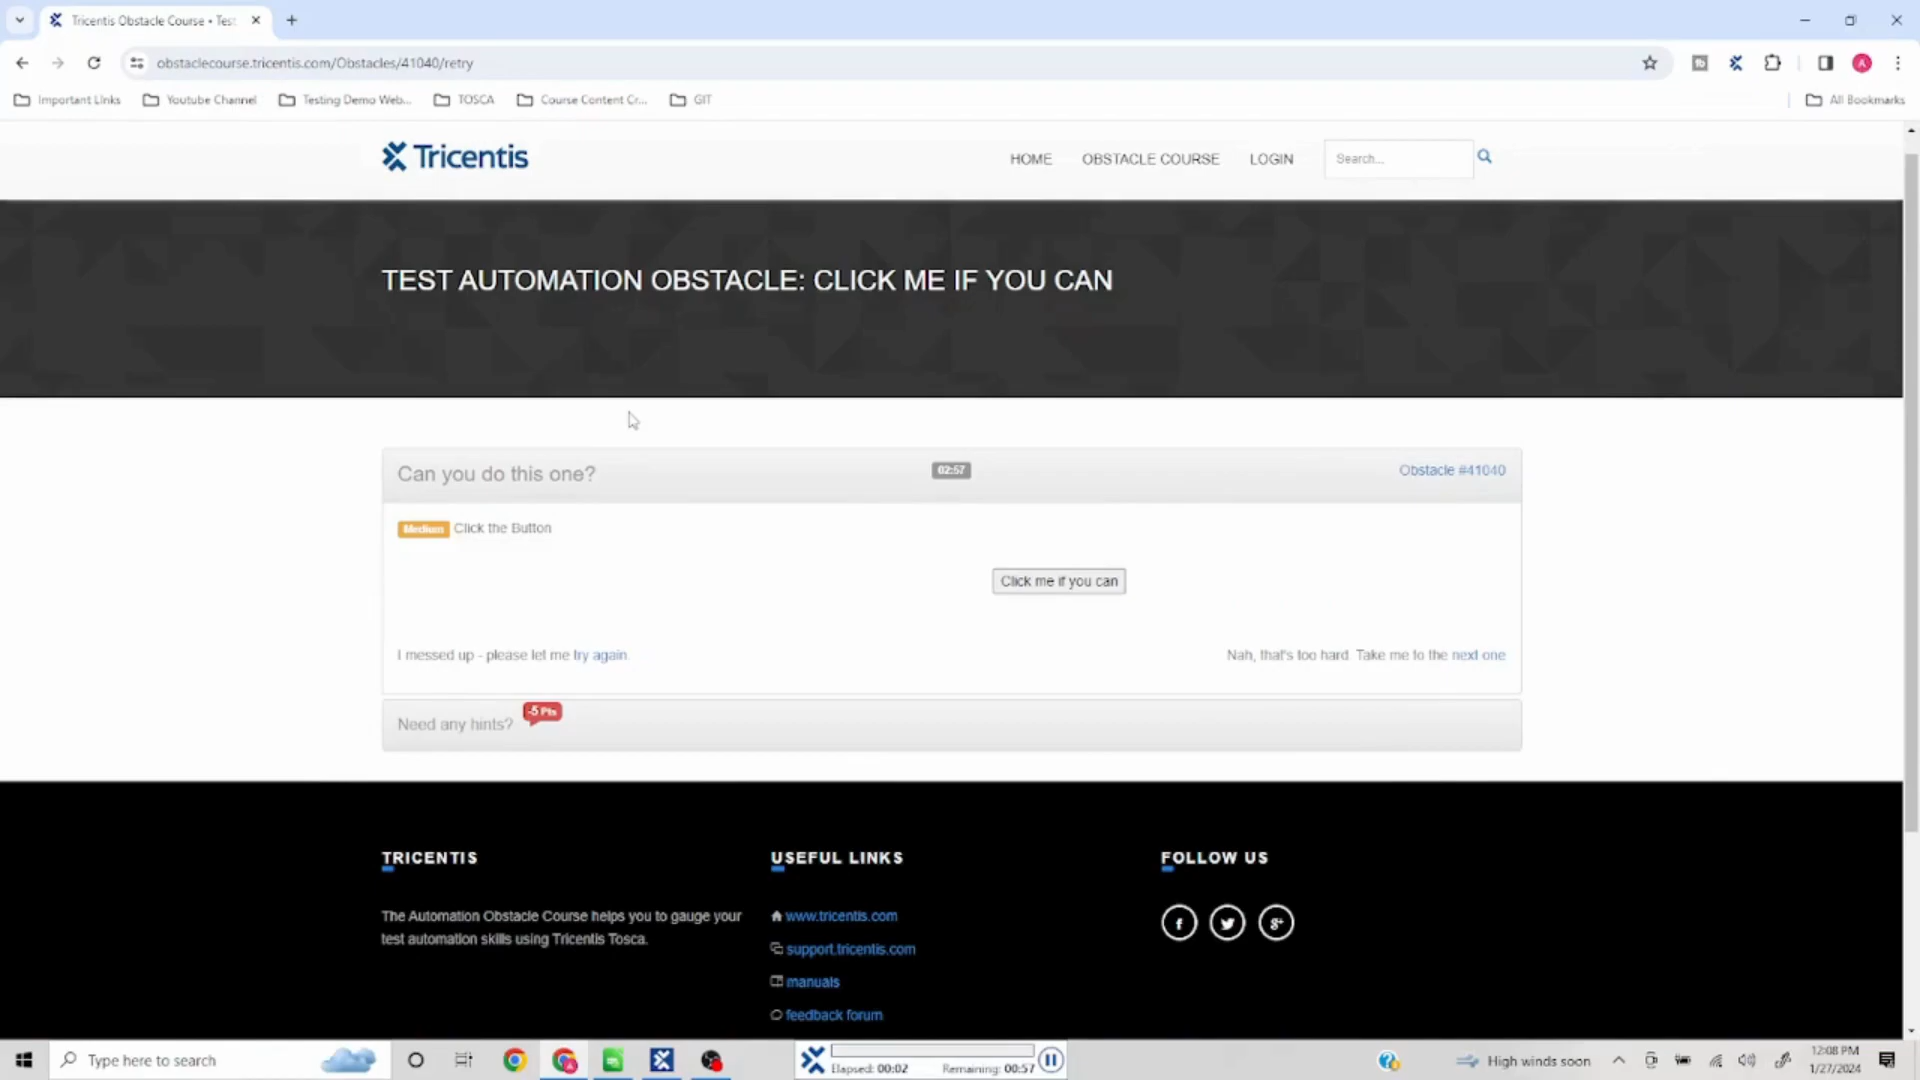 Tricentis Obstacle Course • Test
obstaclecourse.tricentis.com/Obstacles/41040/retry
Important Links
Youtube Channel
Testing Demo Web...
TOSCA
Course Content Cr...
GIT
All Bookmarks
Tricentis
HOME
OBSTACLE COURSE
LOGIN
Search...
TEST AUTOMATION OBSTACLE: CLICK ME IF YOU CAN
Can you do this one?
02:57
Obstacle #41040
Medium Click the Button
Click me if you can
I messed up - please let me try again.
Nah, that's too hard. Take me to the next one
Need any hints?
-5 Pts
TRICENTIS
The Automation Obstacle Course helps you to gauge your
test automation skills using Tricentis Tosca.
USEFUL LINKS
www.tricentis.com
support.tricentis.com
manuals
feedback forum
FOLLOW US
Type here to search
Elapsed: 00:02
Remaining: 00:57
High winds soon
12:08 PM
1/27/2024